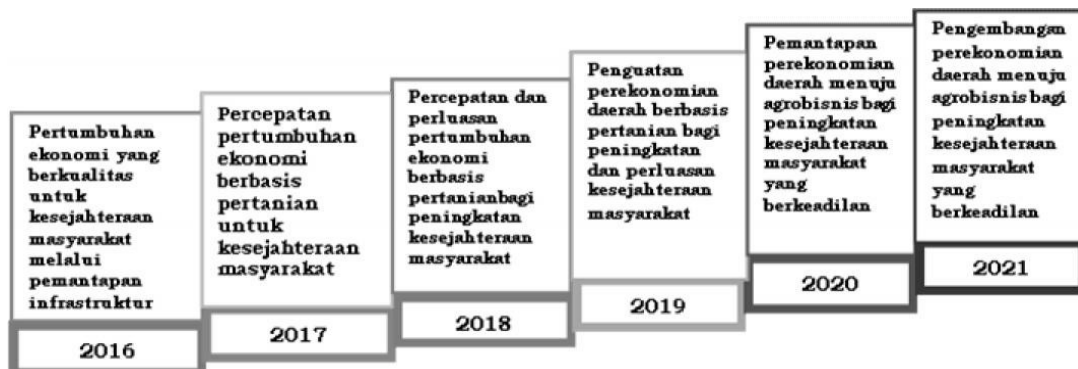 Pertumbuhan
ekonomi yang
berkualitas
untuk
kesejahteraan
masyarakat
melalui
pemantapan
infrastruktur
2016
Percepatan
pertumbuhan
ekonomi
berbasis
pertanian
untuk
kesejahteraan
masyarakat
2017
Percepatan dan
perluasan
pertumbuhan
ekonomi
berbasis
pertanianbagi
peningkatan
kesejahteraan
masyarakat
2018
Penguatan
perekonomian
daerah berbasis
pertanian bagi
peningkatan
dan perluasan
kesejahteraan
masyarakat
2019
Pemantapan
perekonomian
daerah menuju
agrobisnis bagi
peningkatan
kesejahteraan
masyarakat
yang
berkeadilan
2020
Pengembangan
perekonomian
daerah menuju
agrobisnis bagi
peningkatan
kesejahteraan
masyarakat
yang
berkeadilan
2021